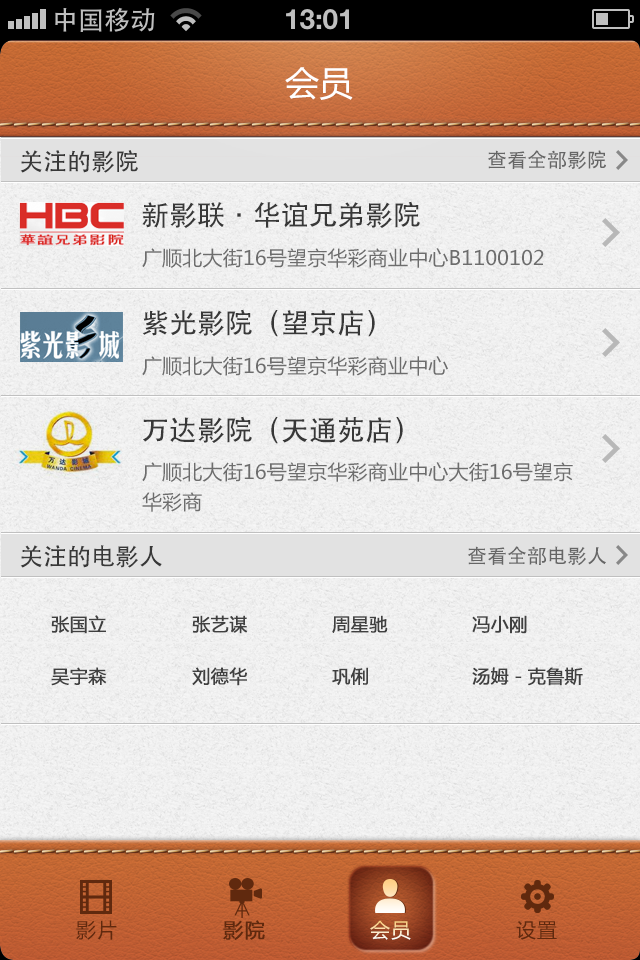 中国移动
13:01
会员
关注的影院
查看全部影院
HBC
華誼兄弟影院
新影联·华谊兄弟影院
广顺北大街16号望京华彩商业中心B1100102
紫光影城
紫光影院（望京店）
广顺北大街16号望京华彩商业中心
万达影院
WANDA CINEMA
万达影院（天通苑店）
广顺北大街16号望京华彩商业中心大街16号望京
华彩商
关注的电影人
查看全部电影人
张国立 张艺谋 周星驰 冯小刚
吴宇森 刘德华 巩俐 汤姆-克鲁斯
影片 影院 会员 设置